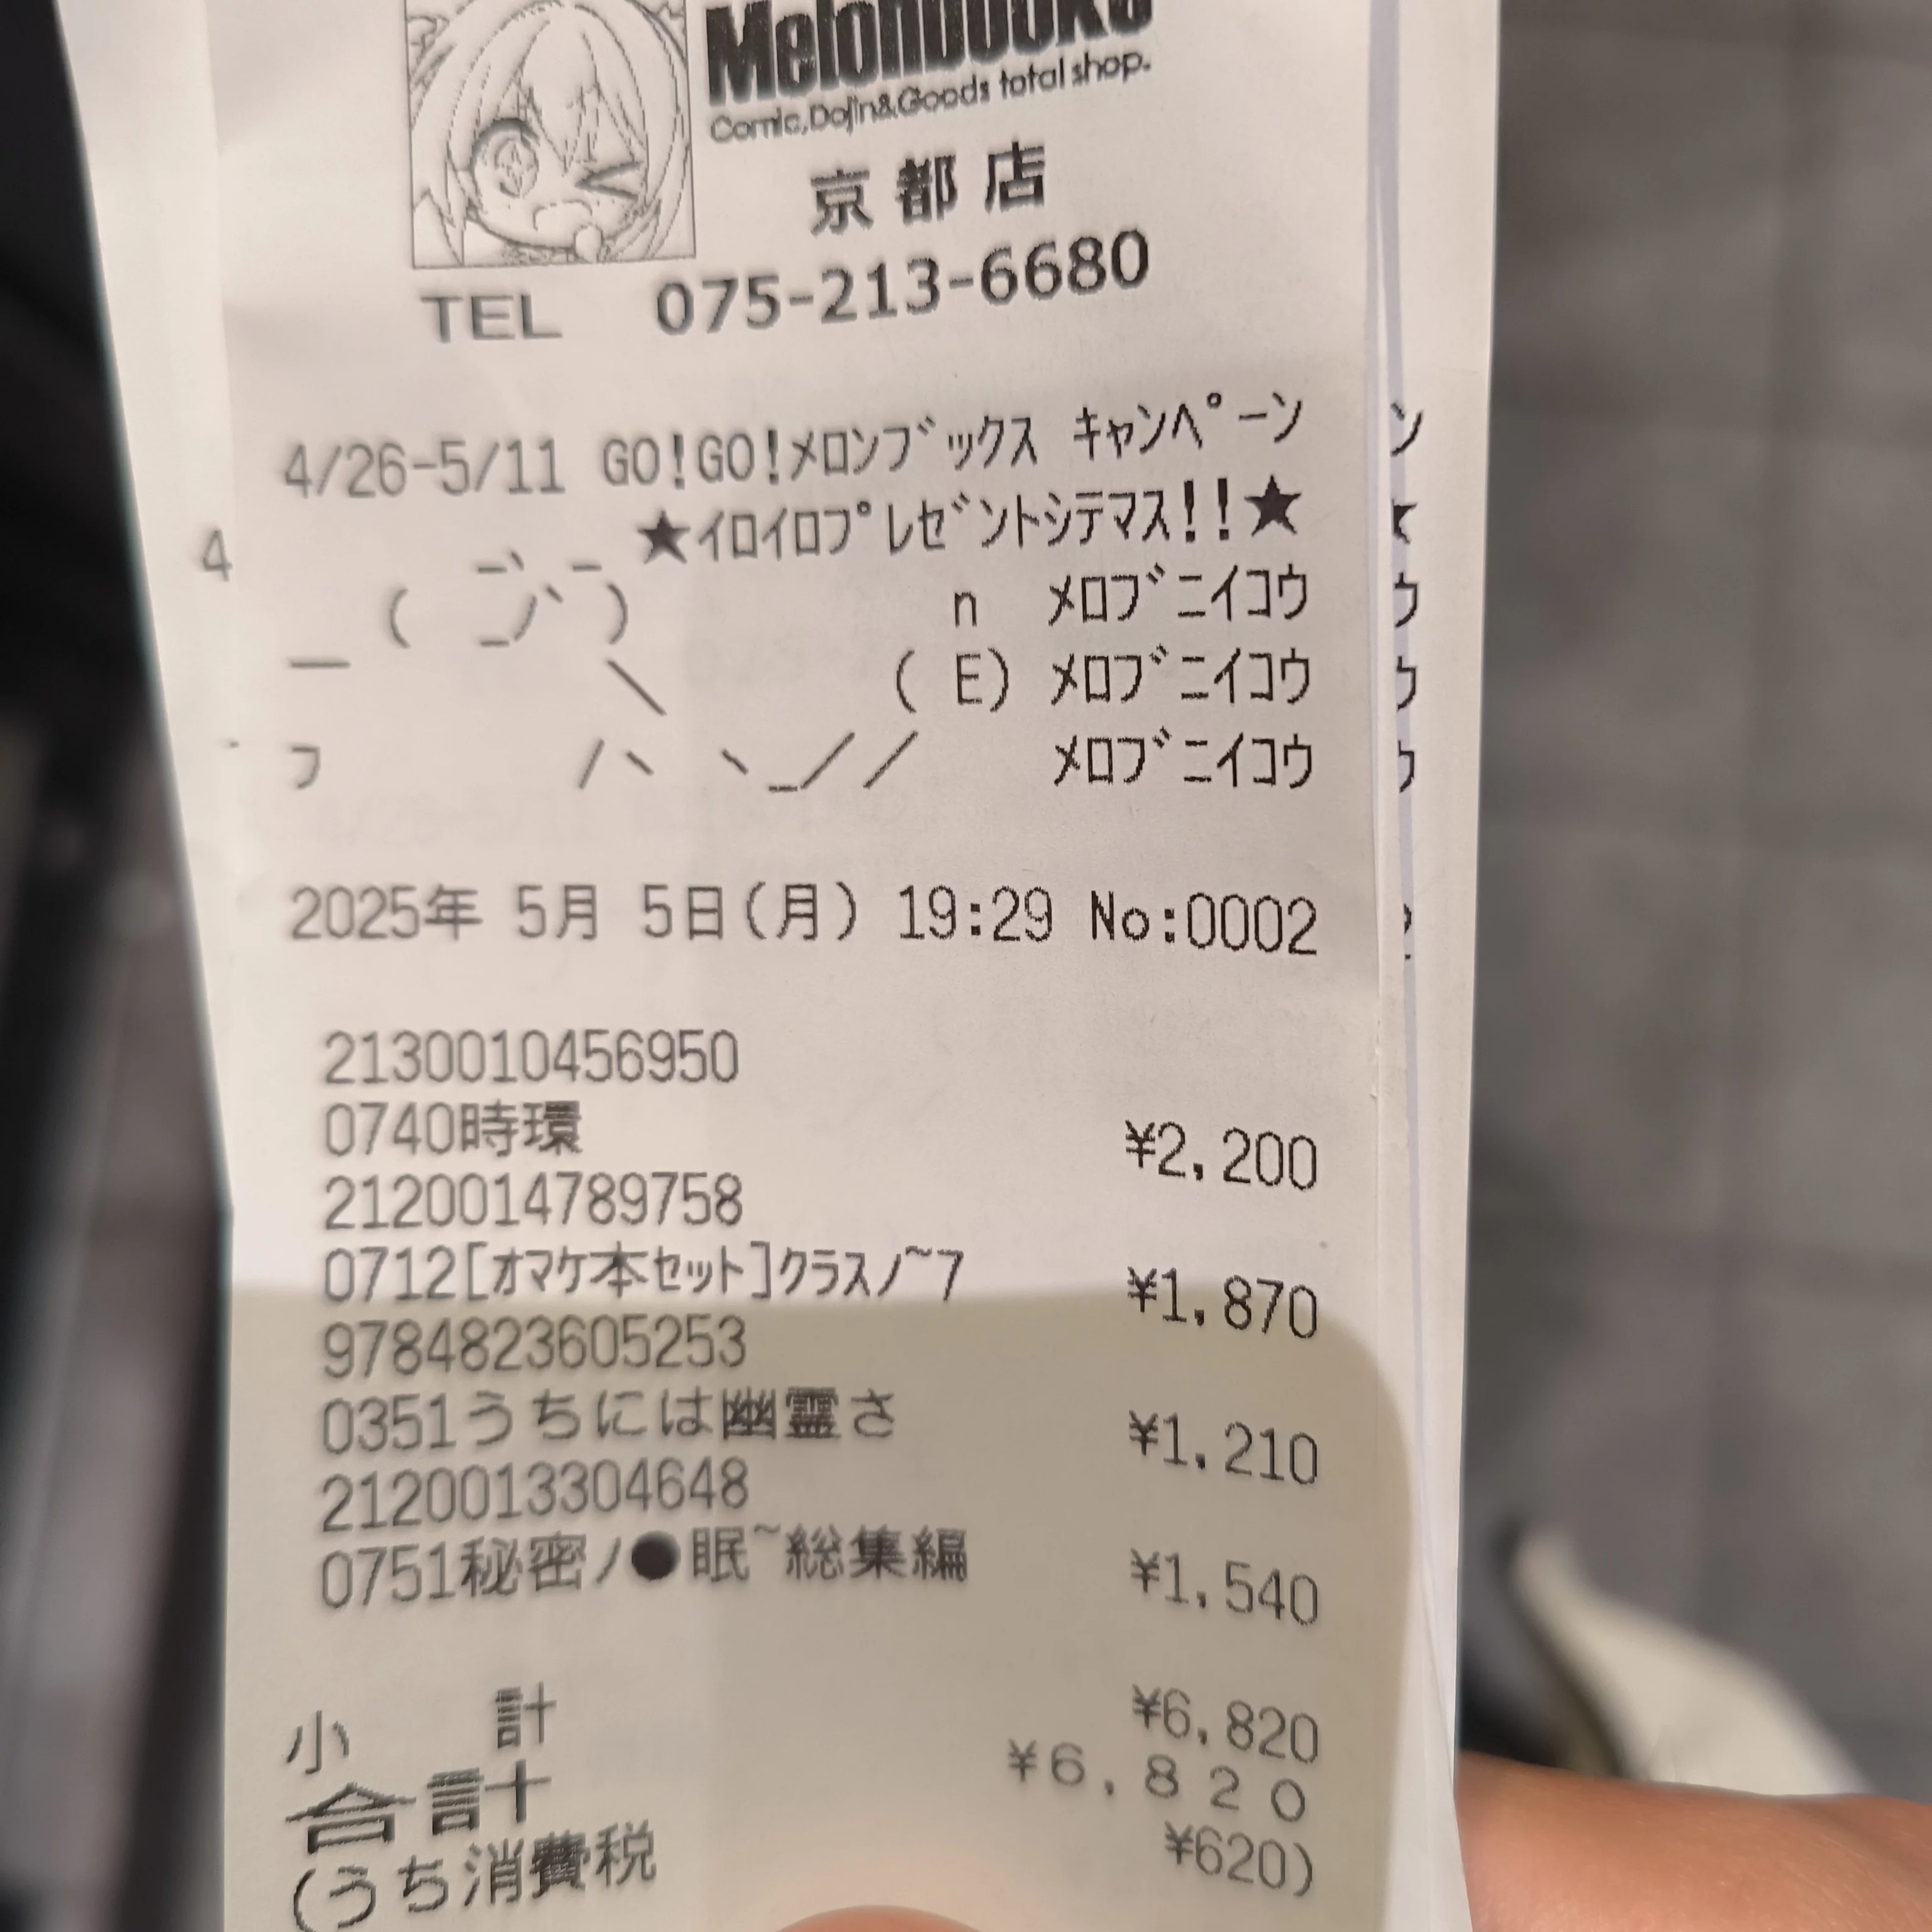 Melonbooks
Comic,Dojin&Goods total shop.
京都店
TEL 075-213-6680
4/26-5/11 GO!GO!ﾒﾛﾝﾌﾞｯｸｽ ｷｬﾝﾍﾟｰﾝ
★ｲﾛｲﾛﾌﾟﾚｾﾞﾝﾄｼﾃﾏｽ!!★
n ﾒﾛﾌﾞﾆｲｺｳ
( E) ﾒﾛﾌﾞﾆｲｺｳ
ﾒﾛﾌﾞﾆｲｺｳ
2025年 5月 5日(月) 19:29 No:0002
2130010456950
0740時環 ¥2,200
2120014789758
0712[ｵﾏｹ本ｾｯﾄ]ｸﾗｽﾉ~7 ¥1,870
9784823605253
0351うちには幽霊さ ¥1,210
2120013304648
0751秘密ﾉ●眠~総集編 ¥1,540
小計 ¥6,820
合計 ¥6,820
(うち消費税 ¥620)